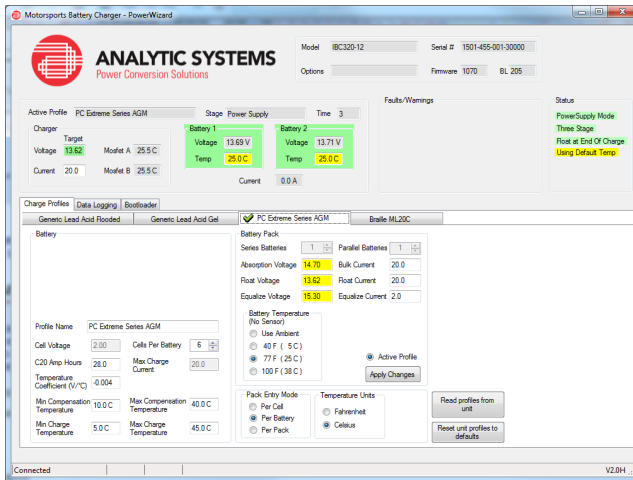 Motorsports Battery Charger - PowerWizard
ANALYTIC SYSTEMS
Power Conversion Solutions
Model IBC320-12 Serial # 1501-455-001-30000
Options Firmware 1070 BL 205
Active Profile PC Extreme Series AGM Stage Power Supply Time 3
Faults/Warnings
Status
PowerSupply Mode
Three Stage
Float at End Of Charge
Using Default Temp
Charger
Target
Voltage 13.62 Mosfet A 25.5 C
Current 20.0 Mosfet B 25.5 C
Battery 1
Voltage 13.69 V
Temp 25.0 C
Battery 2
Voltage 13.71 V
Temp 25.0 C
Current 0.0 A
Charge Profiles Data Logging Bootloader
Generic Lead Acid Flooded Generic Lead Acid Gel PC Extreme Series AGM Braille ML20C
Battery
Profile Name PC Extreme Series AGM
Cell Voltage 2.00 Cells Per Battery 6
C20 Amp Hours 28.0 Max Charge Current 20.0
Temperature Coefficient (V/°C) -0.004
Min Compensation Temperature 10.0 C Max Compensation Temperature 40.0 C
Min Charge Temperature 5.0 C Max Charge Temperature 45.0 C
Battery Pack
Series Batteries 1 Parallel Batteries 1
Absorption Voltage 14.70 Bulk Current 20.0
Float Voltage 13.62 Float Current 20.0
Equalize Voltage 15.30 Equalize Current 2.0
Battery Temperature
(No Sensor)
Use Ambient
40 F ( 5 C )
77 F ( 25 C )
100 F ( 38 C )
Active Profile
Apply Changes
Pack Entry Mode
Per Cell
Per Battery
Per Pack
Temperature Units
Fahrenheit
Celsius
Read profiles from
unit
Reset unit profiles to
defaults
Connected V2.0H